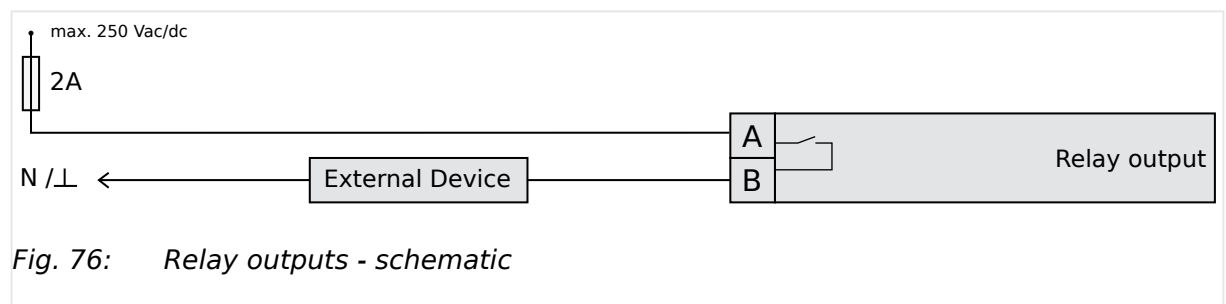 max. 250 Vac/dc
2A
A
Relay output
N /⊥
External Device
B
Fig. 76: Relay outputs - schematic